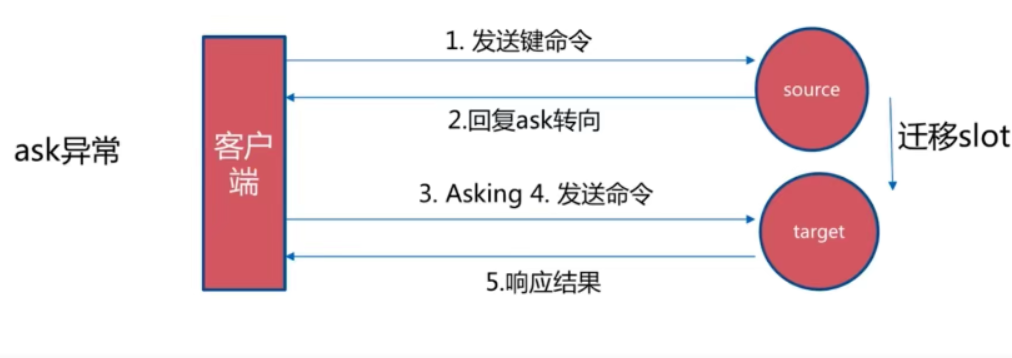 1. 发送键命令
source
2.回复ask转向
ask异常
客户
端
迁移slot
3. Asking 4. 发送命令
target
5.响应结果